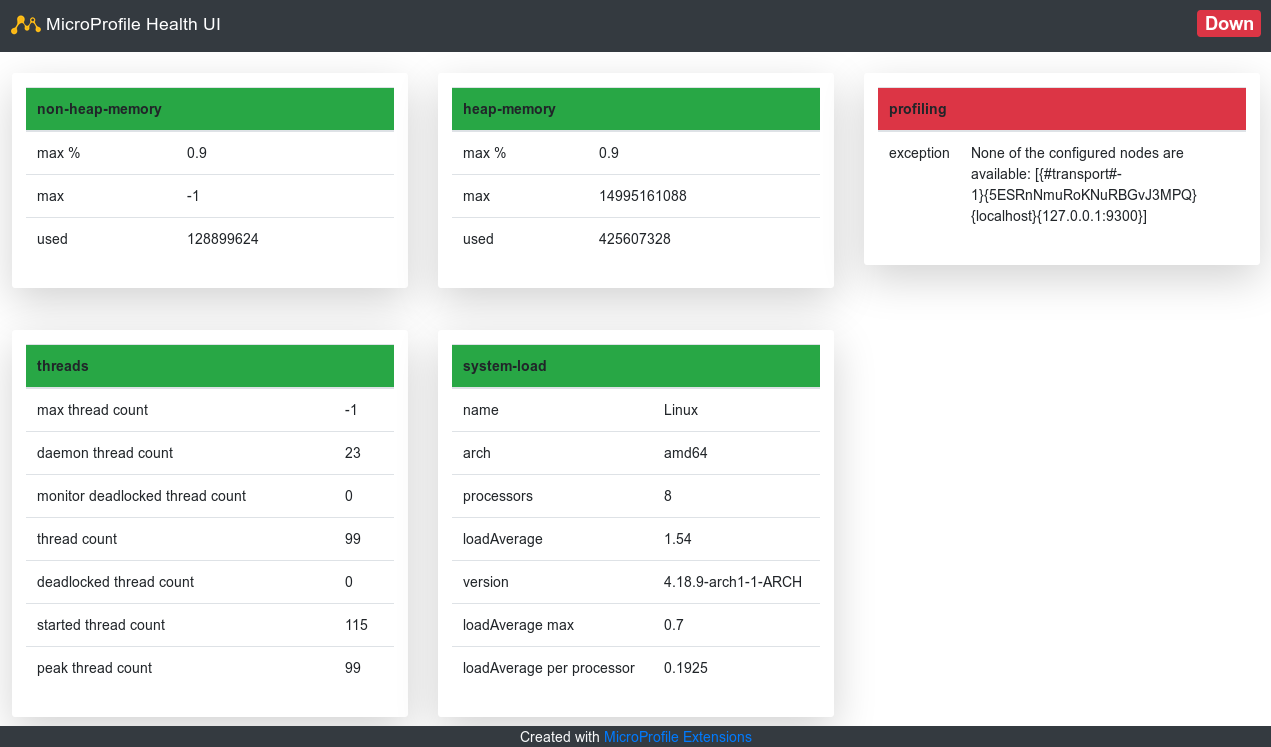 MicroProfile Health UI
Down
non-heap-memory
max % 0.9
max -1
used 128899624
heap-memory
max % 0.9
max 14995161088
used 425607328
profiling
exception None of the configured nodes are
available: [{#transport#-
1}{5ESRnNmuRoKNuRBGvJ3MPQ}
{localhost}{127.0.0.1:9300}]
threads
max thread count -1
daemon thread count 23
monitor deadlocked thread count 0
thread count 99
deadlocked thread count 0
started thread count 115
peak thread count 99
system-load
name Linux
arch amd64
processors 8
loadAverage 1.54
version 4.18.9-arch1-1-ARCH
loadAverage max 0.7
loadAverage per processor 0.1925
Created with MicroProfile Extensions